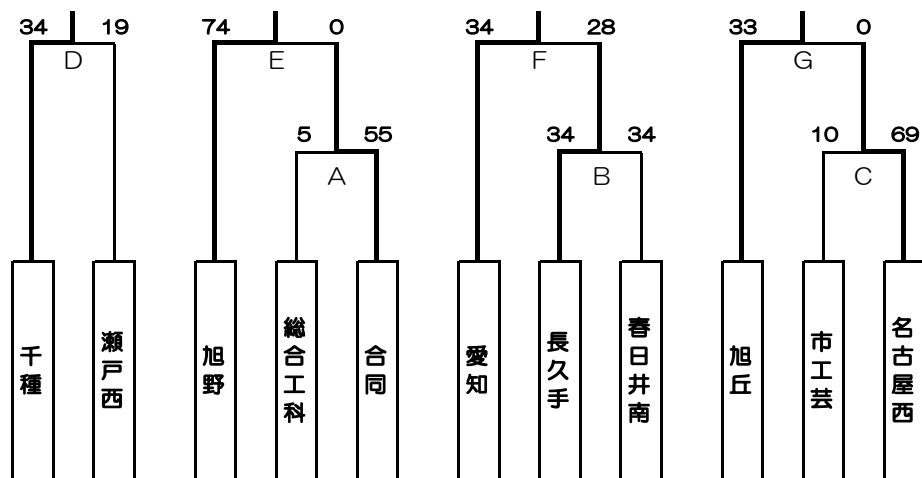 34 19 74 0 34 28 33 0
D E F G
5 55 34 34 10 69
A B C
千種
瀬戸西
旭野
総合工科
合同
愛知
長久手
春日井南
旭丘
市工芸
名古屋西